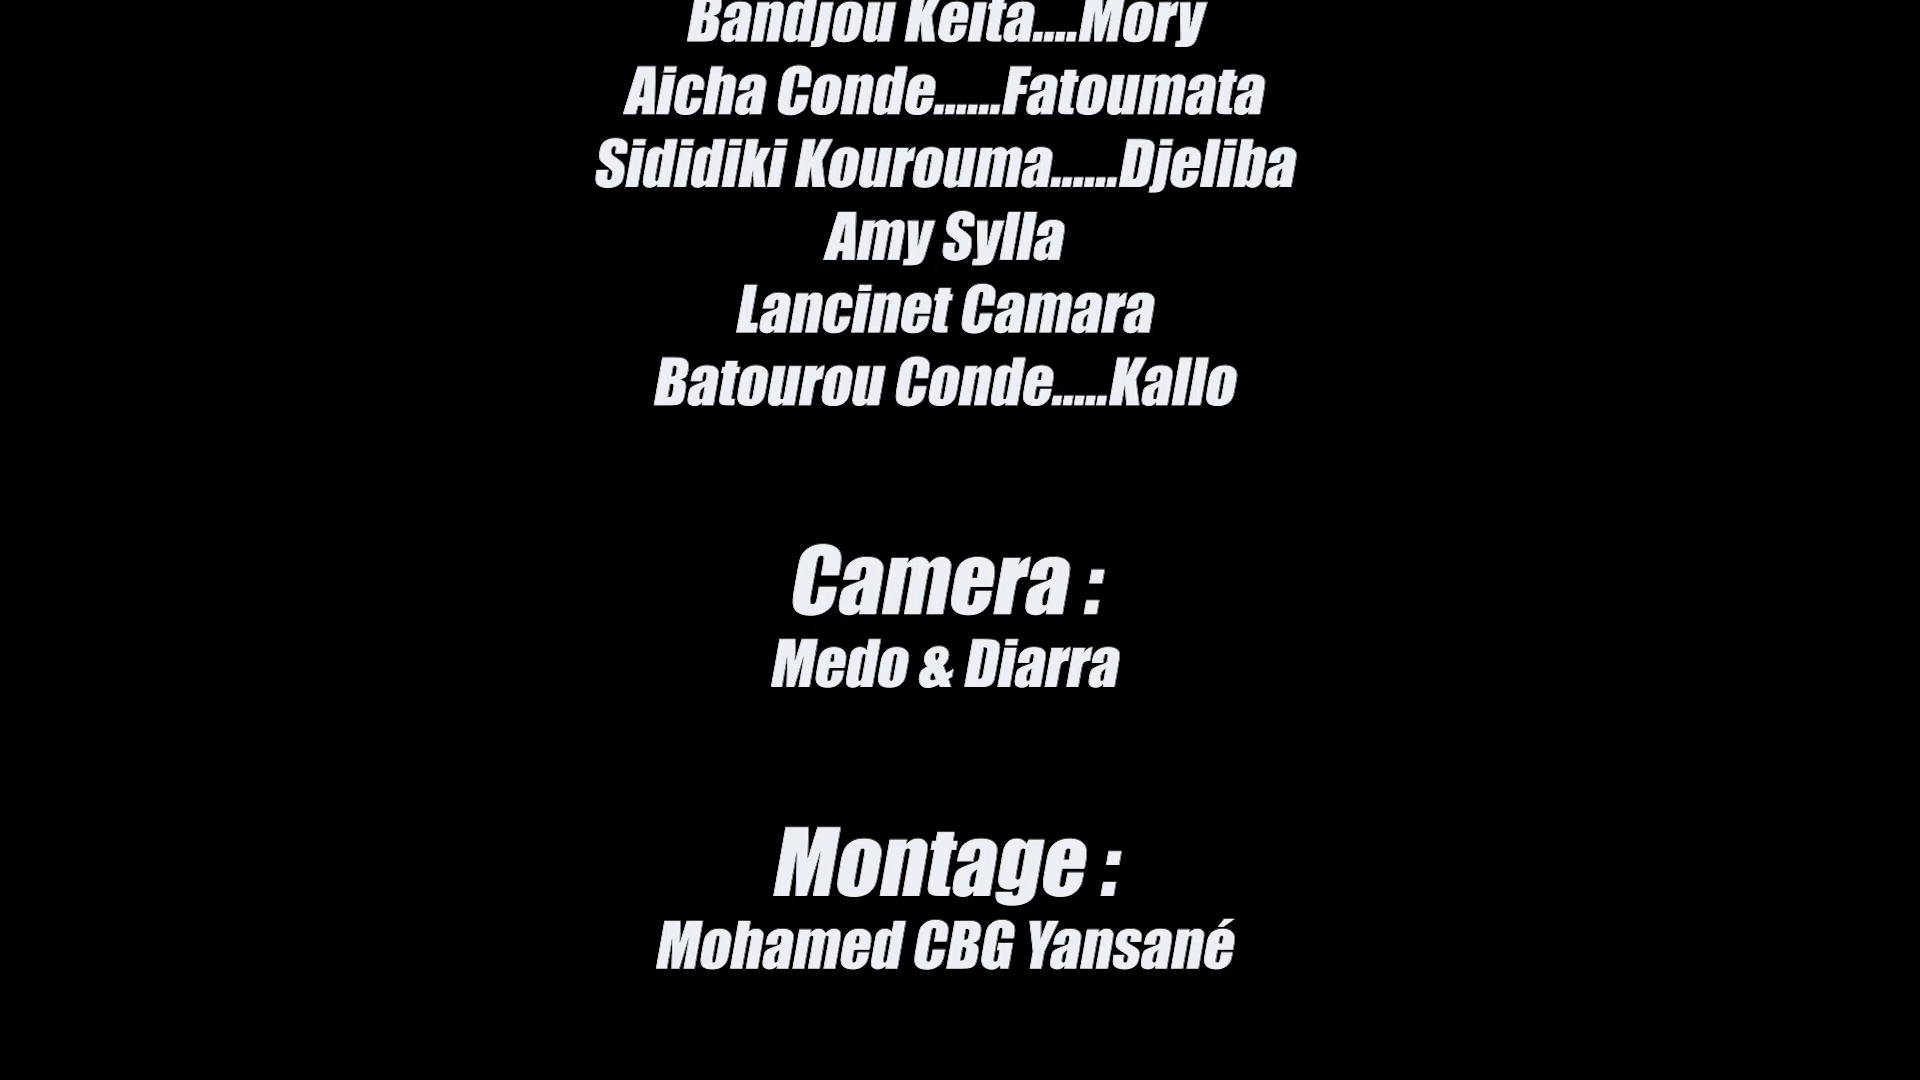 Bandjou Keita....Mory
Aicha Conde......Fatoumata
Sididiki Kourouma......Djeliba
Amy Sylla
Lancinet Camara
Batourou Conde.....Kallo
Camera :
Medo & Diarra
Montage :
Mohamed CBG Yansané